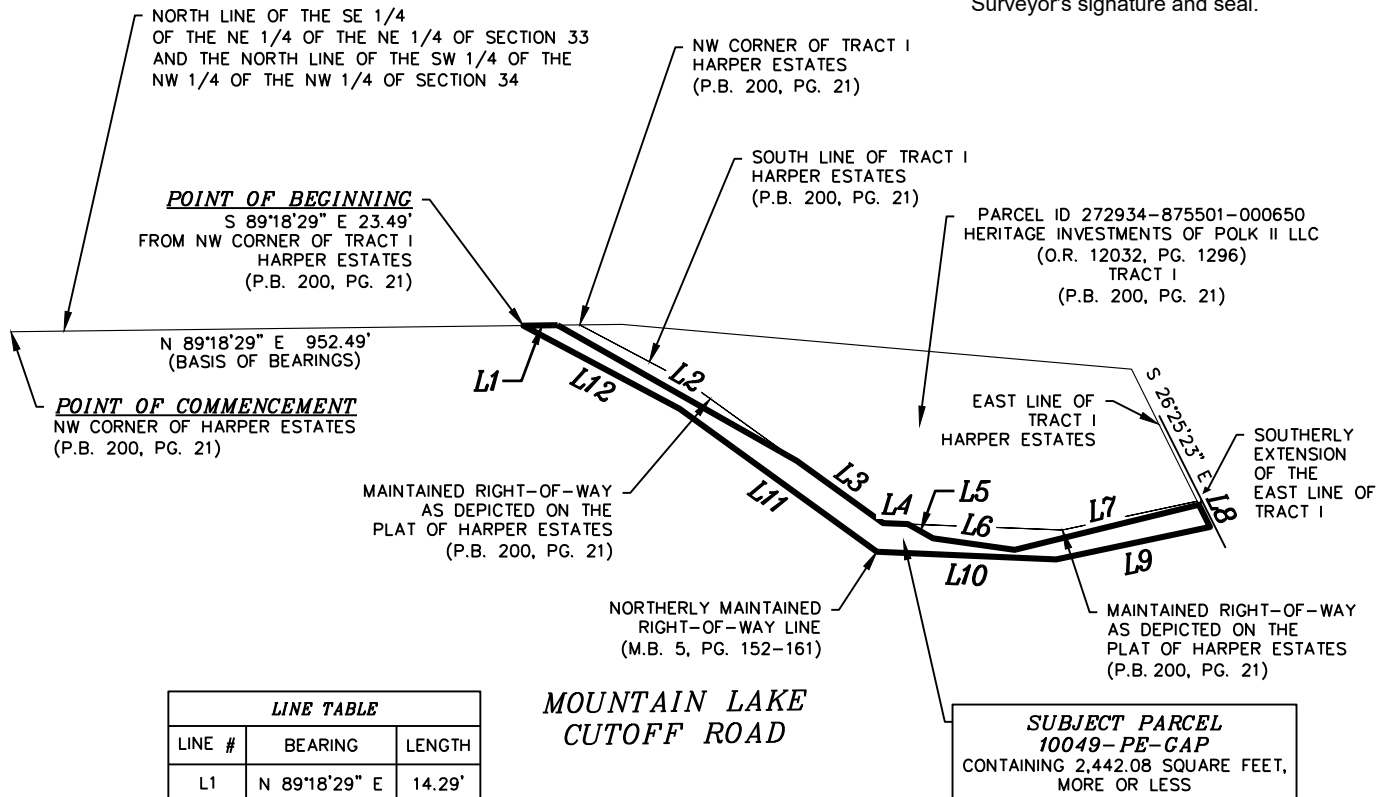 Surveyor's signature and seal.
NORTH LINE OF THE SE 1/4
OF THE NE 1/4 OF THE NE 1/4 OF SECTION 33
AND THE NORTH LINE OF THE SW 1/4 OF THE
NW 1/4 OF THE NW 1/4 OF SECTION 34
NW CORNER OF TRACT I
HARPER ESTATES
(P.B. 200, PG. 21)
SOUTH LINE OF TRACT I
HARPER ESTATES
(P.B. 200, PG. 21)
POINT OF BEGINNING
S 89°18'29" E 23.49'
FROM NW CORNER OF TRACT I
HARPER ESTATES
(P.B. 200, PG. 21)
PARCEL ID 272934-875501-000650
HERITAGE INVESTMENTS OF POLK II LLC
(O.R. 12032, PG. 1296)
TRACT I
(P.B. 200, PG. 21)
N 89°18'29" E 952.49'
(BASIS OF BEARINGS)
L1
L12
L2
POINT OF COMMENCEMENT
NW CORNER OF HARPER ESTATES
(P.B. 200, PG. 21)
S 26°25'23" E
EAST LINE OF
TRACT I
HARPER ESTATES
SOUTHERLY
EXTENSION
OF THE
EAST LINE OF
TRACT I
MAINTAINED RIGHT-OF-WAY
AS DEPICTED ON THE
PLAT OF HARPER ESTATES
(P.B. 200, PG. 21)
L11
L3
L4
L5
L6
L7
L8
L10
L9
NORTHERLY MAINTAINED
RIGHT-OF-WAY LINE
(M.B. 5, PG. 152-161)
MAINTAINED RIGHT-OF-WAY
AS DEPICTED ON THE
PLAT OF HARPER ESTATES
(P.B. 200, PG. 21)
MOUNTAIN LAKE
CUTOFF ROAD
LINE TABLE
LINE # BEARING LENGTH
L1 N 89°18'29" E 14.29'
SUBJECT PARCEL
10049-PE-GAP
CONTAINING 2,442.08 SQUARE FEET,
MORE OR LESS